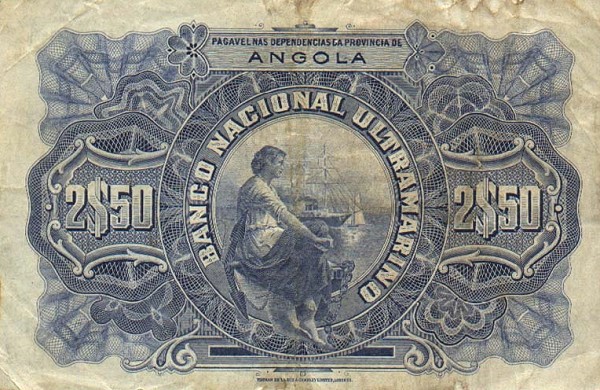 PAGAVEL NAS DEPENDENCIAS DA PROVINCIA DE
ANGOLA
BANCO NACIONAL ULTRAMARINO
2$50
2$50